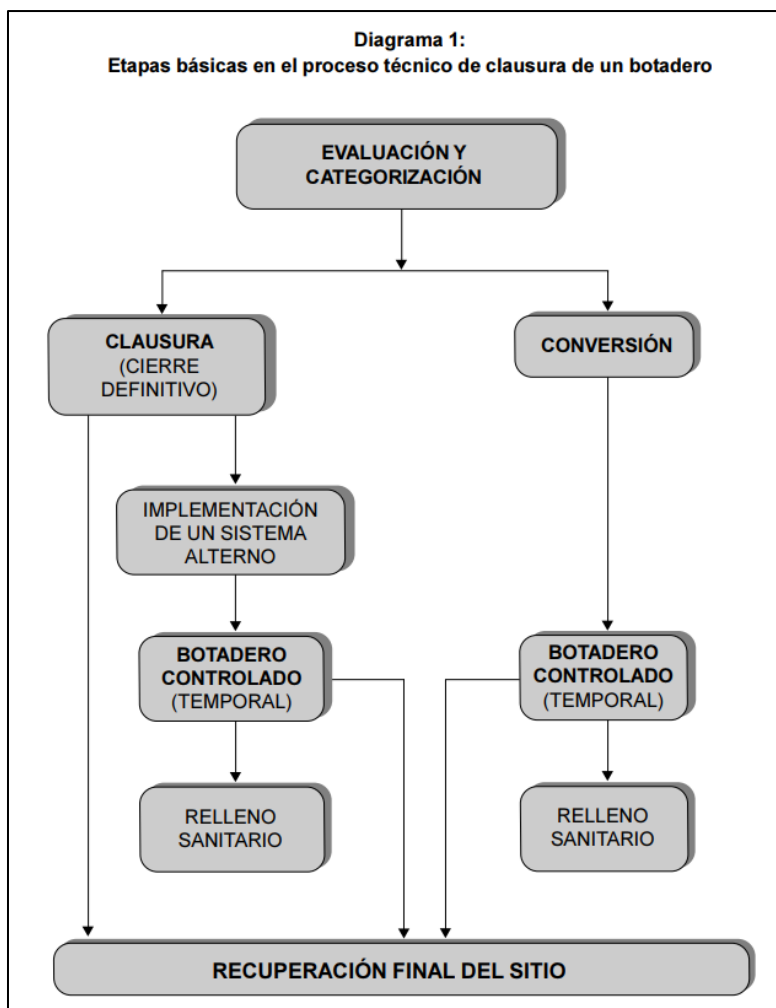 Diagrama 1:
Etapas básicas en el proceso técnico de clausura de un botadero
EVALUACIÓN Y
CATEGORIZACIÓN
CLAUSURA
(CIERRE
DEFINITIVO)
CONVERSIÓN
IMPLEMENTACIÓN
DE UN SISTEMA
ALTERNO
BOTADERO
CONTROLADO
(TEMPORAL)
BOTADERO
CONTROLADO
(TEMPORAL)
RELLENO
SANITARIO
RELLENO
SANITARIO
RECUPERACIÓN FINAL DEL SITIO